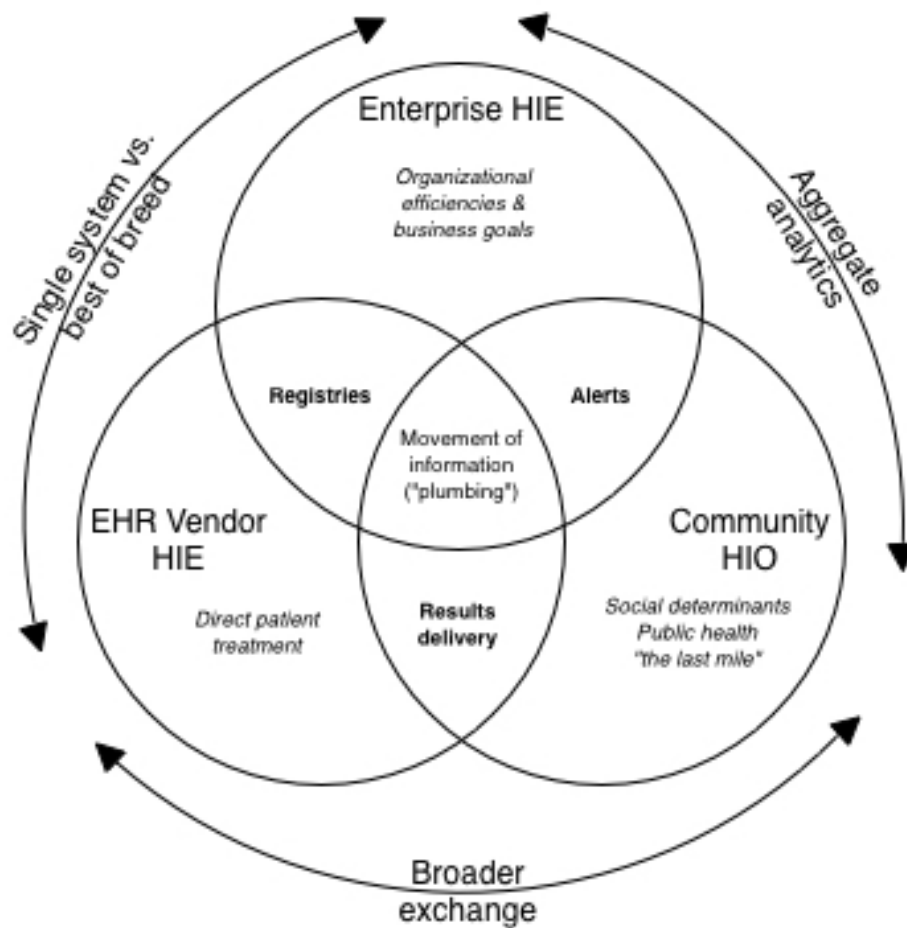 Enterprise HIE
Organizational
efficiencies &
business goals
Single system vs.
best of breed
Aggregate
analytics
Registries
Alerts
Movement of
information
("plumbing")
EHR Vendor
HIE
Community
HIO
Direct patient
treatment
Results
delivery
Social determinants
Public health
"the last mile"
Broader
exchange